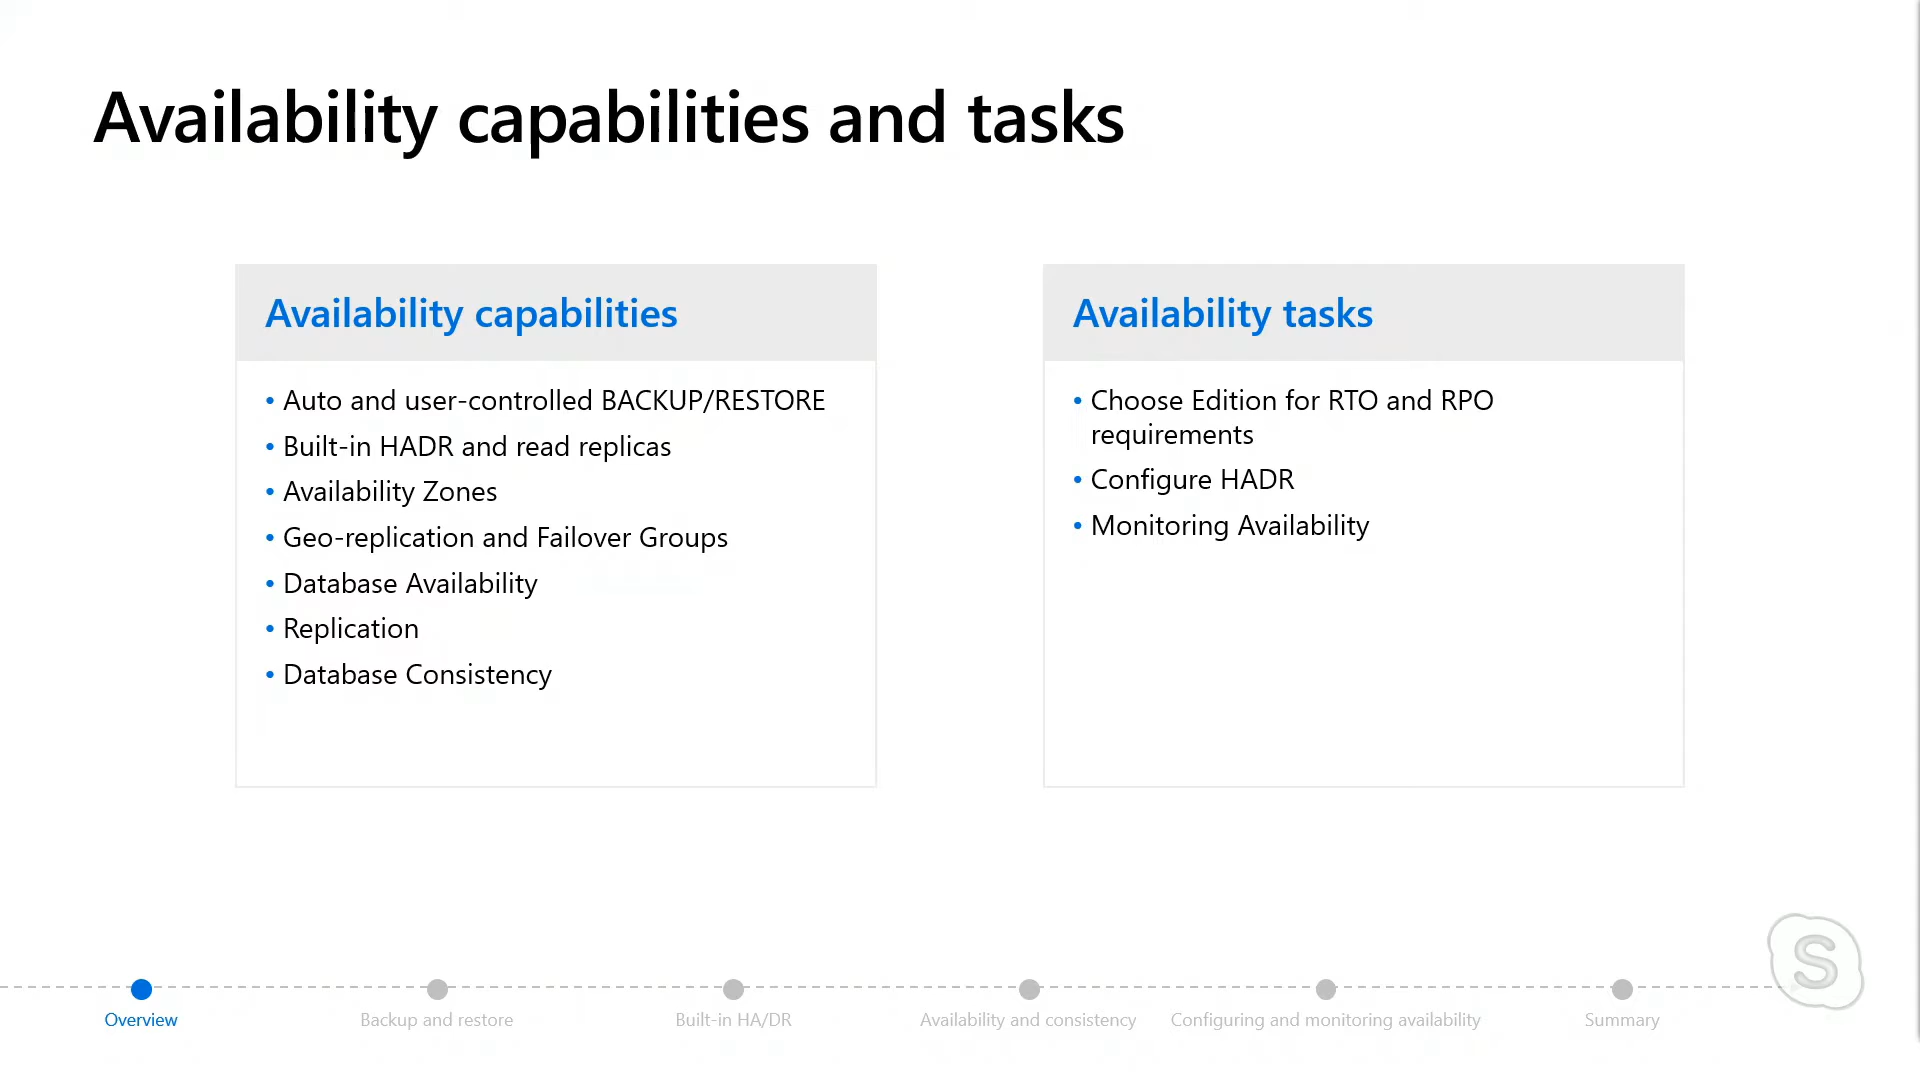 Availability capabilities and tasks
Availability capabilities
• Auto and user-controlled BACKUP/RESTORE
• Built-in HADR and read replicas
• Availability Zones
• Geo-replication and Failover Groups
• Database Availability
• Replication
• Database Consistency
Availability tasks
• Choose Edition for RTO and RPO
requirements
• Configure HADR
• Monitoring Availability
S
Overview
Backup and restore
Built-in HA/DR
Availability and consistency
Configuring and monitoring availability
Summary